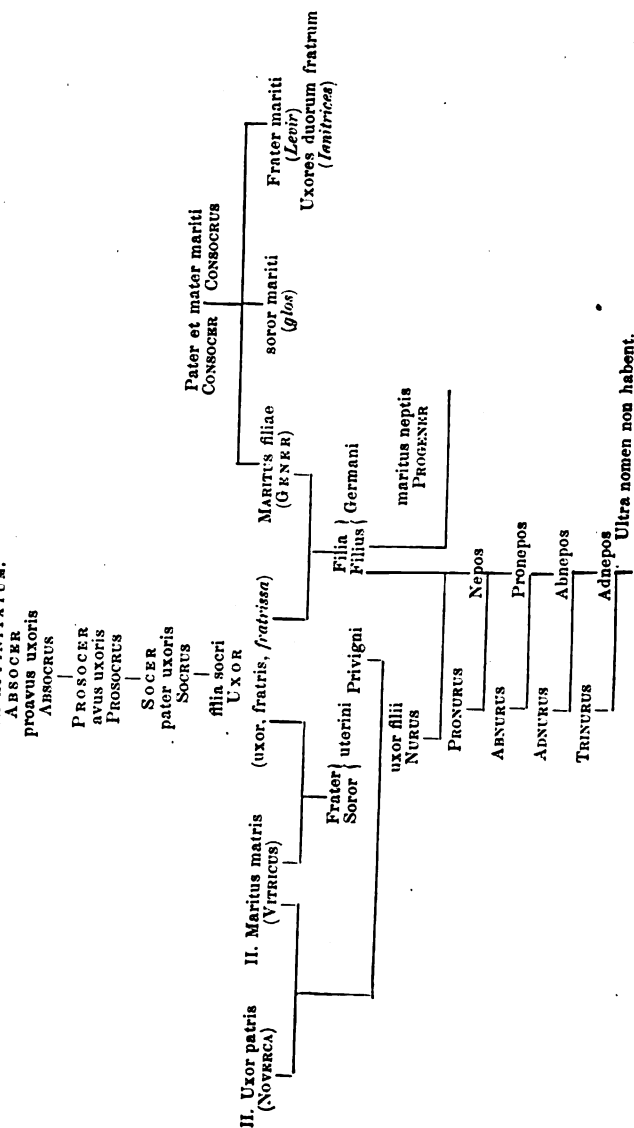 ABSOCER
proavus uxoris
ABSOCRUS
PROSOCER
avus uxoris
PROSOCRUS
SOCER
pater uxoris
SOCRUS
filia socri
UXOR
Pater et mater mariti
CONSOCER CONSOCRUS
II. Uxor patris
(NOVERCA)
II. Maritus matris
(VITRICUS)
(uxor, fratris, fratrissa)
MARITUS filiae
(GENER)
soror mariti
(glos)
Frater mariti
(Levir)
Uxores duorum fratrum
(Ianitrices)
Frater } uterini
Soror {
Privigni
Filia } Germani
Filius {
maritus neptis
PROGENER
uxor filii
NURUS
Nepos
PRONURUS
Pronepos
ABNURUS
Abnepos
ADNURUS
Adnepos
TRINURUS
Ultra nomen non habent.